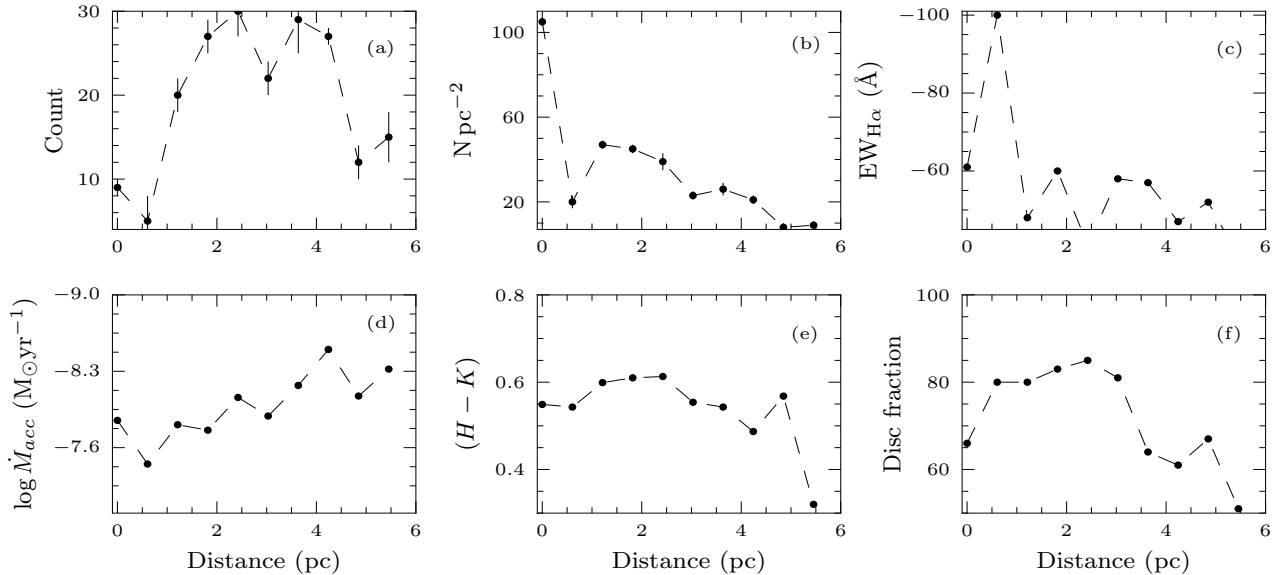 30
20
10
0 2 4 6
Count
(a)
100
60
20
0 2 4 6
N pc−2
(b)
−100
−80
−60
0 2 4 6
EWHα (Å)
(c)
−9.0
−8.3
−7.6
0 2 4 6
log Ṁacc (M⊙yr−1)
Distance (pc)
(d)
0.8
0.6
0.4
0 2 4 6
(H − K)
Distance (pc)
(e)
100
80
60
0 2 4 6
Disc fraction
Distance (pc)
(f)